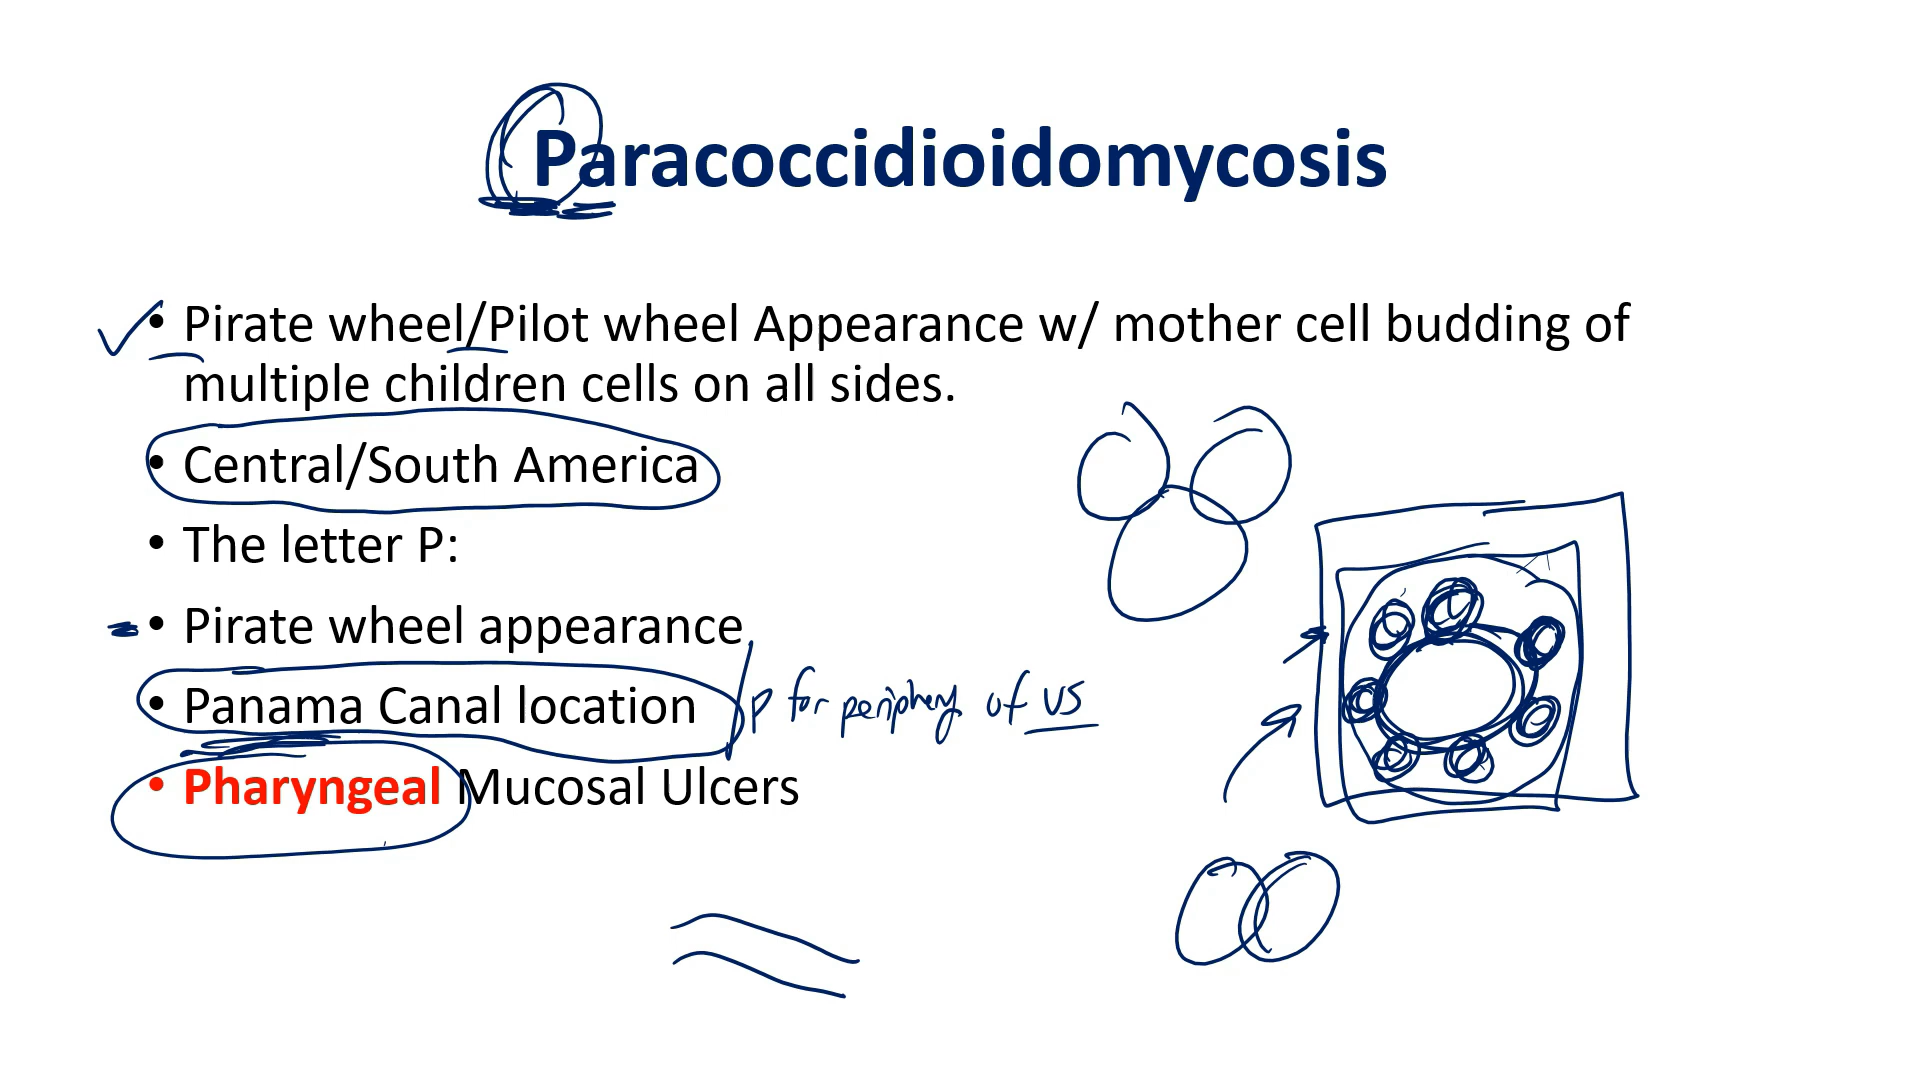 Paracoccidioidomycosis
• Pirate wheel/Pilot wheel Appearance w/ mother cell budding of
multiple children cells on all sides.
• Central/South America
• The letter P:
• Pirate wheel appearance
• Panama Canal location / p for periphery of US
• Pharyngeal Mucosal Ulcers